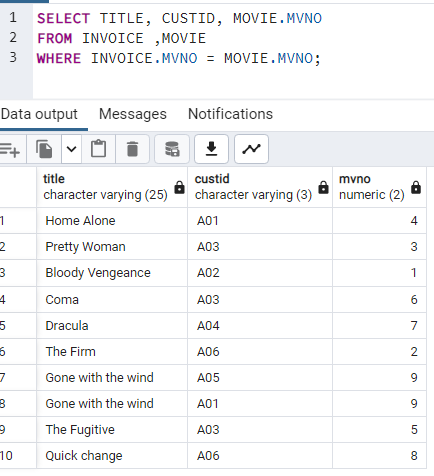 1 SELECT TITLE, CUSTID, MOVIE.MVNO
2 FROM INVOICE ,MOVIE
3 WHERE INVOICE.MVNO = MOVIE.MVNO;
Data output Messages Notifications
title custid mvno
character varying (25) character varying (3) numeric (2)
1 Home Alone A01 4
2 Pretty Woman A03 3
3 Bloody Vengeance A02 1
4 Coma A03 6
5 Dracula A04 7
6 The Firm A06 2
7 Gone with the wind A05 9
8 Gone with the wind A01 9
9 The Fugitive A03 5
10 Quick change A06 8